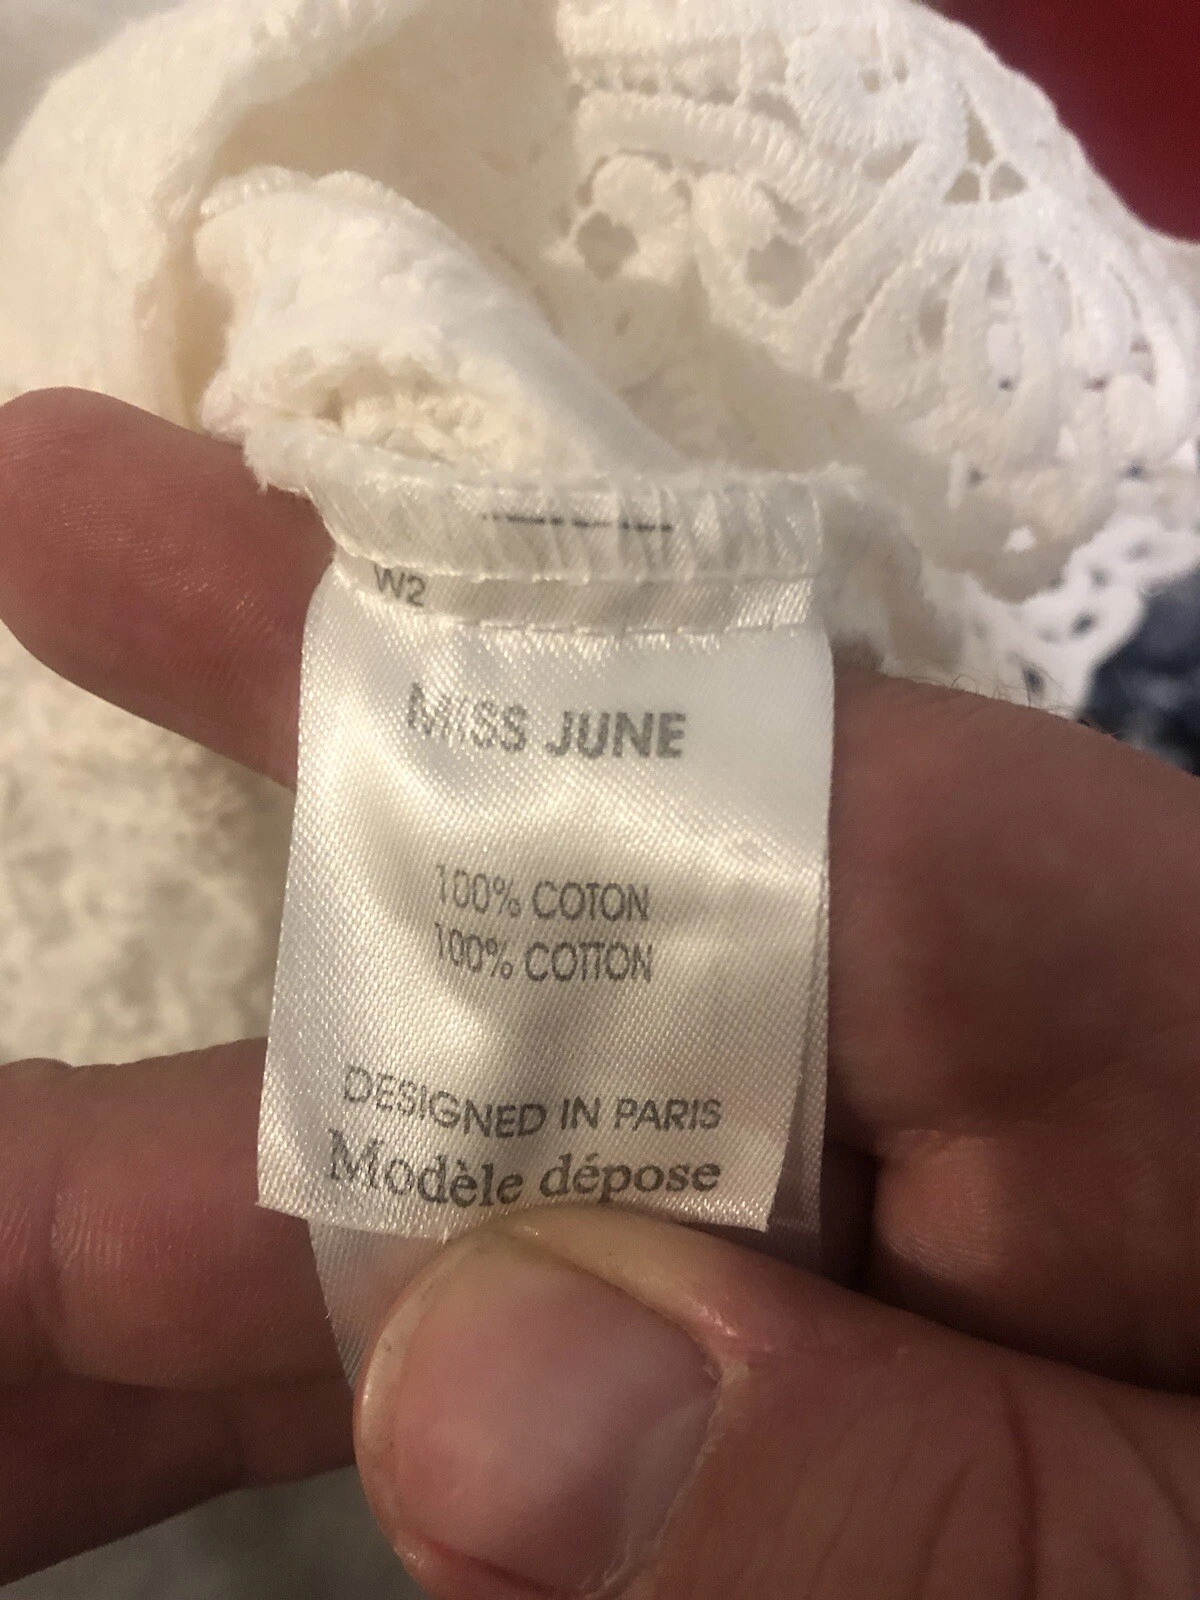 W2
MISS JUNE
100% COTON
100% COTTON
DESIGNED IN PARIS
Modèle dépose